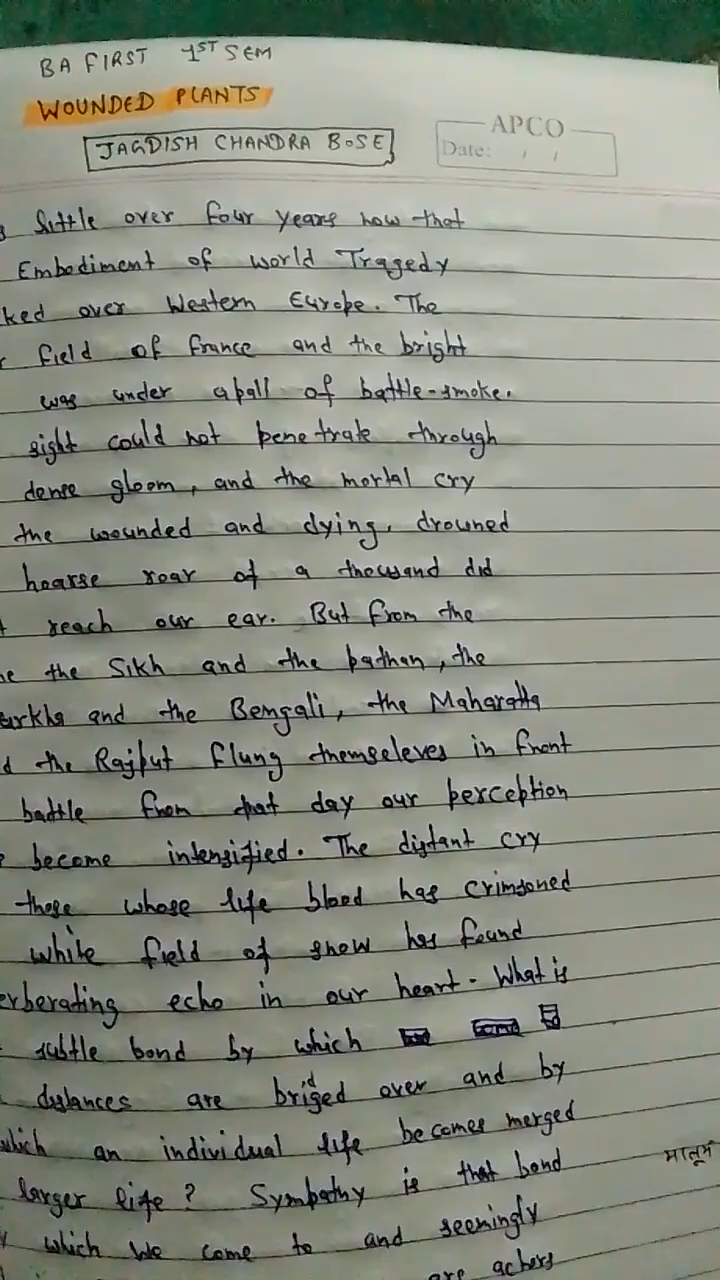 BA FIRST 1ST SEM
WOUNDED PLANTS
JAGDISH CHANDRA BOSE
APCO
Date: / /
little over four years now that
Embodiment of world Tragedy
ked over Western Europe. The
field of france and the bright
was under a pall of battle-smoke.
sight could not penetrate through
dense gloom, and the mortal cry
the wounded and dying, drowned
hoarse roar of a thousand did
reach our ear. But from the
the Sikh and the pathan, the
urkha and the Bengali, the Maharatta
d the Rajput flung themseleves in front
battle from that day our perception
become intensified. The distant cry
those whose life blood has crimsoned
white field of snow has found
erberating echo in our heart. What is
subtle bond by which
distances are bridged over and by
which an individual life becomes merged
larger life? Sympathy is that bond
मालूम
which we come to and seemingly
are